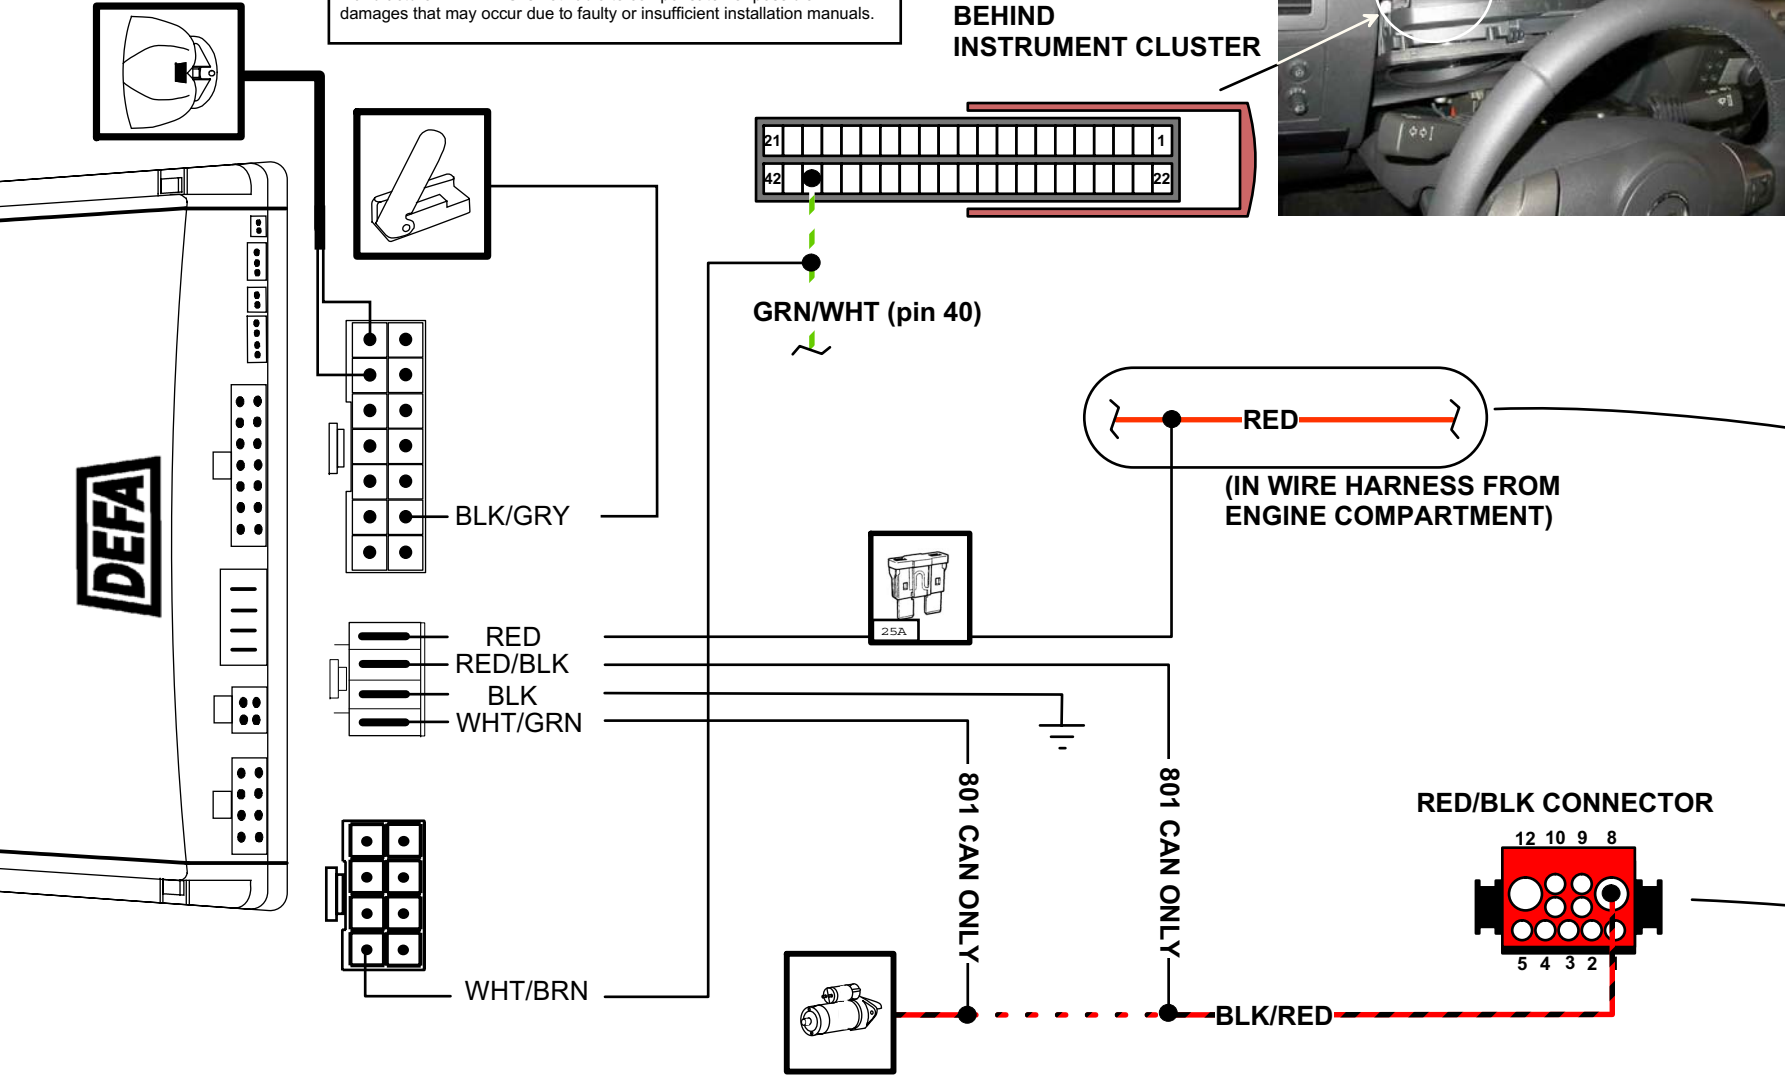 damages that may occur due to faulty or insufficient installation manuals.
BEHIND
INSTRUMENT CLUSTER
21
1
42
22
GRN/WHT (pin 40)
RED
(IN WIRE HARNESS FROM
ENGINE COMPARTMENT)
DEFA
BLK/GRY
25A
RED
RED/BLK
BLK
WHT/GRN
801 CAN ONLY
801 CAN ONLY
RED/BLK CONNECTOR
12 10 9 8
5 4 3 2
WHT/BRN
BLK/RED